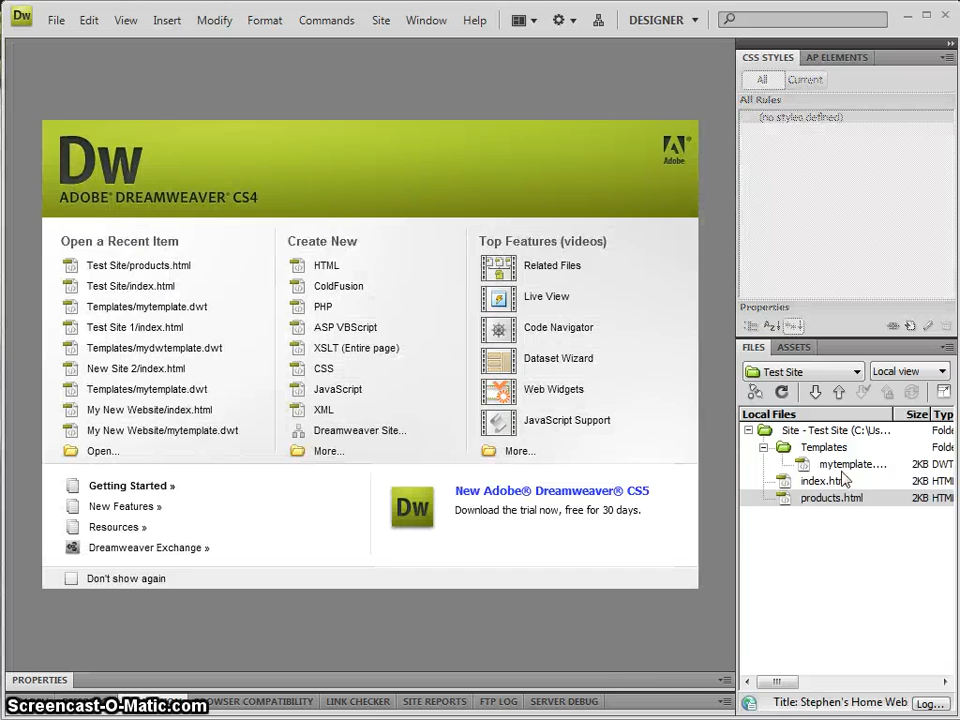 Dw File Edit View Insert Modify Format Commands Site Window Help DESIGNER
CSS STYLES AP ELEMENTS
All Current
All Rules
(no styles defined)
Dw
ADOBE® DREAMWEAVER® CS4
Adobe
Open a Recent Item
Test Site/products.html
Test Site/index.html
Templates/mytemplate.dwt
Test Site 1/index.html
Templates/mydwtemplate.dwt
New Site 2/index.html
Templates/mytemplate.dwt
My New Website/index.html
My New Website/mytemplate.dwt
Open...
Create New
HTML
ColdFusion
PHP
ASP VBScript
XSLT (Entire page)
CSS
JavaScript
XML
Dreamweaver Site...
More...
Top Features (videos)
Related Files
Live View
Code Navigator
Dataset Wizard
Web Widgets
JavaScript Support
More...
Getting Started »
New Features »
Resources »
Dreamweaver Exchange »
Dw
New Adobe® Dreamweaver® CS5
Download the trial now, free for 30 days.
Don't show again
Properties
FILES ASSETS
Test Site Local view
Local Files Size Typ
Site - Test Site (C:\Us... Folde
Templates Folde
mytemplate.... 2KB DWT
index.html 2KB HTMl
products.html 2KB HTMl
PROPERTIES
BROWSER COMPATIBILITY LINK CHECKER SITE REPORTS FTP LOG SERVER DEBUG
Title: Stephen's Home Web Log...
Screencast-O-Matic.com